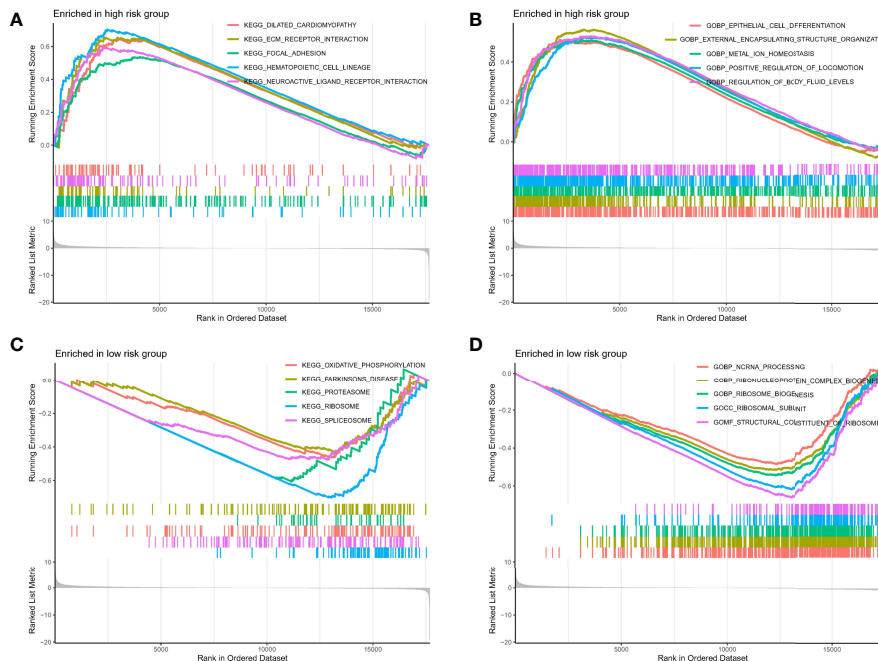 A
Enriched in high risk group
KEGG_DILATED_CARDIOMYOPATHY
KEGG_ECM_RECEPTOR_INTERACTION
KEGG_FOCAL_ADHESION
KEGG_HEMATOPOIETIC_CELL_LINEAGE
KEGG_NEUROACTIVE_LIGAND_RECEPTOR_INTERACTION
Running Enrichment Score
0.6
0.4
0.2
0.0
Ranked List Metric
10
0
−10
−20
5000
10000
15000
Rank in Ordered Dataset
B
Enriched in high risk group
GOBP_EPITHELIAL_CELL_DFFERENTIATION
GOBP_EXTERNAL_ENCAPSULATING_STRUCTURE_ORGANIZAT
GOBP_METAL_ION_HOMEOSTASIS
GOBP_POSITIVE_REGULATON_OF_LOCOMOTION
GOBP_REGULATION_OF_BODY_FLUID_LEVELS
Running Enrichment Score
0.4
0.2
0.0
Ranked List Metric
10
0
−10
−20
5000
10000
15000
Rank in Ordered Dataset
C
Enriched in low risk group
KEGG_OXIDATIVE_PHOSPHORYLATION
KEGG_PARKINSONS_DISEASE
KEGG_PROTEASOME
KEGG_RIBOSOME
KEGG_SPLICEOSOME
Running Enrichment Score
0.0
−0.2
−0.4
−0.6
Ranked List Metric
10
0
−10
−20
5000
10000
15000
Rank in Ordered Dataset
D
Enriched in low risk group
GOBP_NCRNA_PROCESSING
GOBP_RIBONUCLEOPROTEIN_COMPLEX_BIOGENES
GOBP_RIBOSOME_BIOGENESIS
GOCC_RIBOSOMAL_SUBUNIT
GOMF_STRUCTURAL_CONSTITUENT_OF_RIBOSOME
Running Enrichment Score
0.0
−0.2
−0.4
−0.6
Ranked List Metric
10
0
−10
−20
5000
10000
15000
Rank in Ordered Dataset